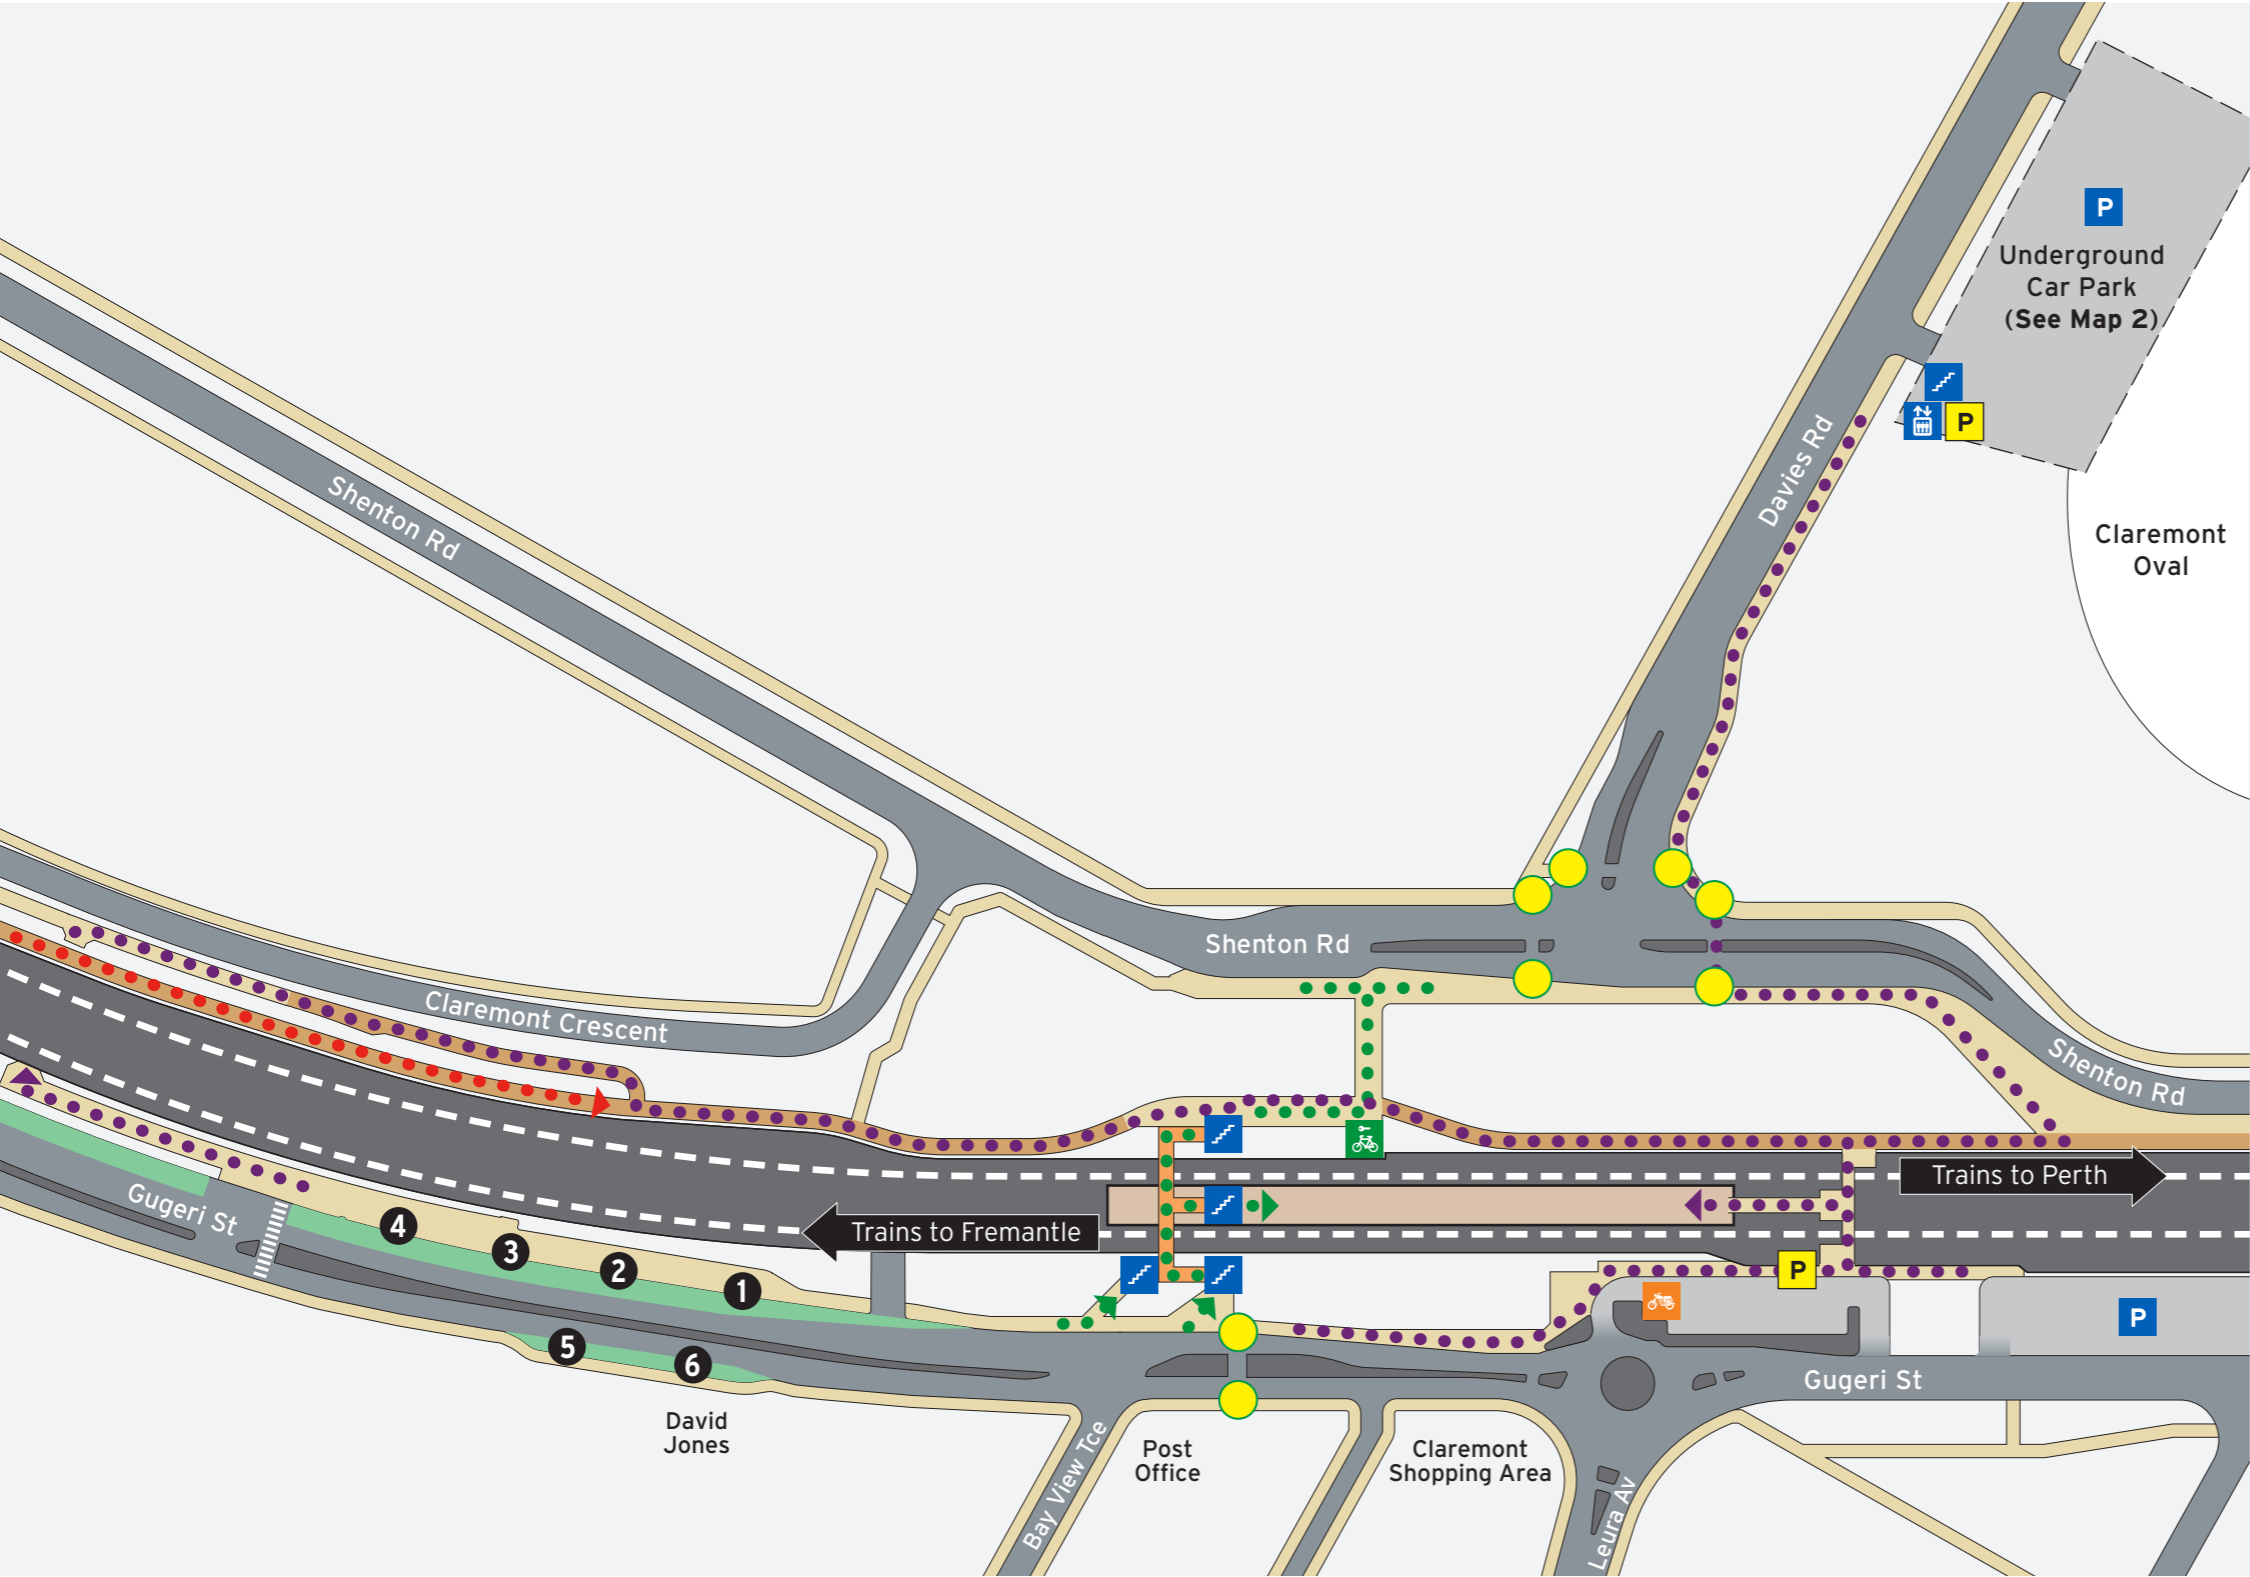 P
Underground
Car Park
(See Map 2)
P
Davies Rd
Claremont
Oval
Shenton Rd
Shenton Rd
Claremont Crescent
Shenton Rd
Trains to Perth
Trains to Fremantle
Gugeri St
4
3
2
1
P
P
5
6
Gugeri St
David
Jones
Bay View Tce
Post
Office
Claremont
Shopping Area
Leura Av